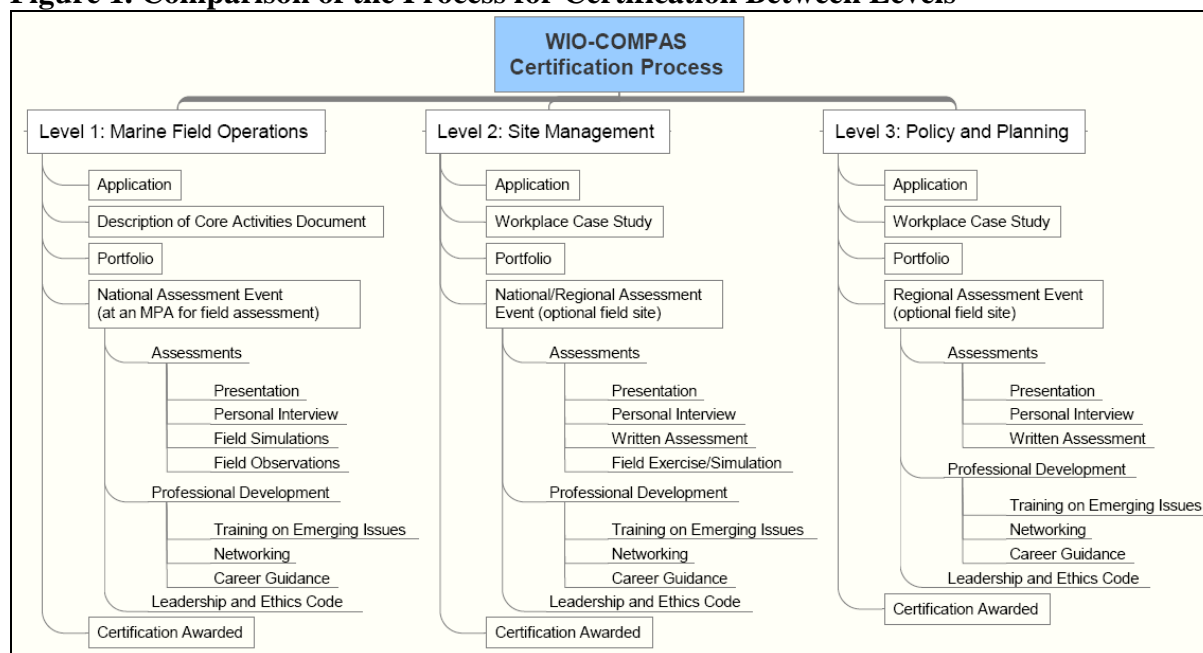 Figure 1. Comparison of the Process for Certification Between Levels
WIO-COMPAS
Certification Process
Level 1: Marine Field Operations
Application
Description of Core Activities Document
Portfolio
National Assessment Event
(at an MPA for field assessment)
Assessments
Presentation
Personal Interview
Field Simulations
Field Observations
Professional Development
Training on Emerging Issues
Networking
Career Guidance
Leadership and Ethics Code
Certification Awarded
Level 2: Site Management
Application
Workplace Case Study
Portfolio
National/Regional Assessment
Event (optional field site)
Assessments
Presentation
Personal Interview
Written Assessment
Field Exercise/Simulation
Professional Development
Training on Emerging Issues
Networking
Career Guidance
Leadership and Ethics Code
Certification Awarded
Level 3: Policy and Planning
Application
Workplace Case Study
Portfolio
Regional Assessment Event
(optional field site)
Assessments
Presentation
Personal Interview
Written Assessment
Professional Development
Training on Emerging Issues
Networking
Career Guidance
Leadership and Ethics Code
Certification Awarded